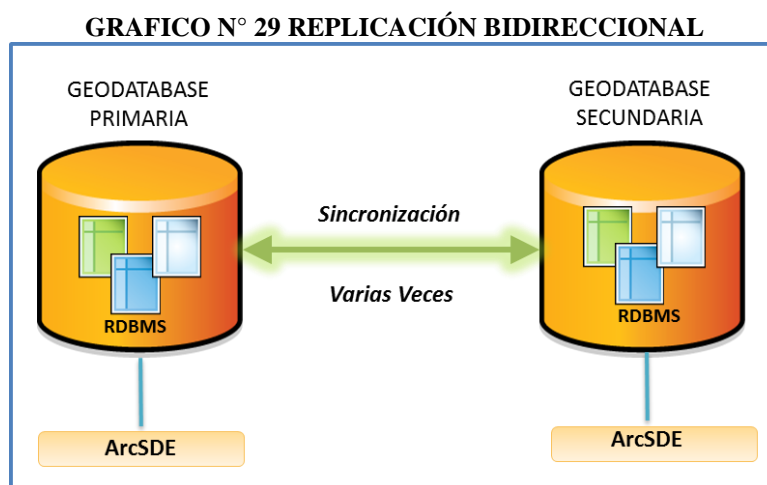 GRAFICO N° 29 REPLICACIÓN BIDIRECCIONAL
GEODATABASE
PRIMARIA
GEODATABASE
SECUNDARIA
Sincronización
Varias Veces
RDBMS
RDBMS
ArcSDE
ArcSDE